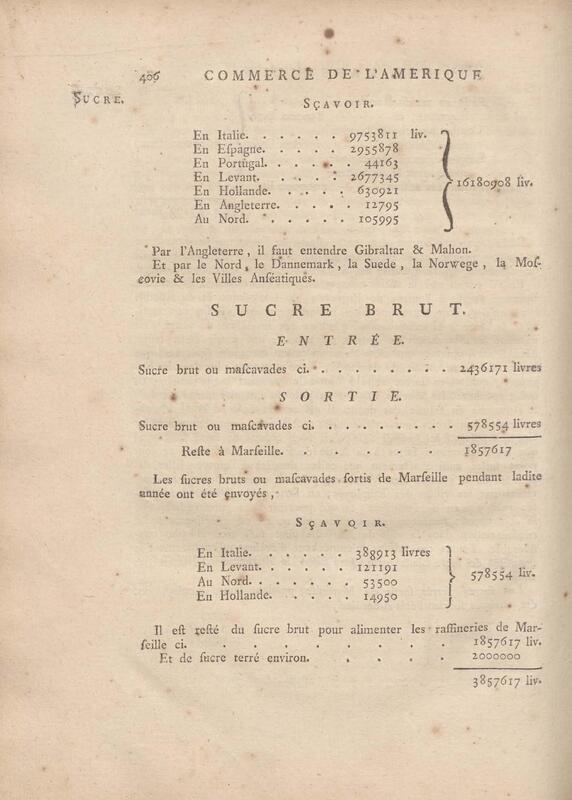 406 COMMERCE DE L'AMERIQUE
SUCRE.
SÇAVOIR.
En Italie. . . . . . 9753811 liv.
En Eſpagne. . . . . 2955878
En Portugal. . . . . 44163
En Levant. . . . . 2677345
En Hollande. . . . . 630921
En Angleterre. . . . . 12795
Au Nord. . . . . . 105995
16180908 liv.
Par l'Angleterre, il faut entendre Gibraltar & Mahon.
Et par le Nord, le Dannemark, la Suede, la Norwege, la Moſ-
covie & les Villes Anſéatiques.
SUCRE BRUT.
ENTRÉE.
Sucre brut ou maſcavades ci. . . . . . . . . 2436171 livres
SORTIE.
Sucre brut ou maſcavades ci. . . . . . . . . 578554 livres
Reſte à Marſeille. . . . . . 1857617
Les ſucres bruts ou maſcavades ſortis de Marſeille pendant ladite
année ont été envoyés,
SÇAVOIR.
En Italie. . . . . . 388913 livres
En Levant. . . . . . 121191
Au Nord. . . . . . . 53500
En Hollande. . . . . 14950
578554 liv.
Il eſt reſté du ſucre brut pour alimenter les raffineries de Mar-
ſeille ci. . . . . . . . . 1857617 liv.
Et de ſucre terré environ. . . . . 2000000
3857617 liv.